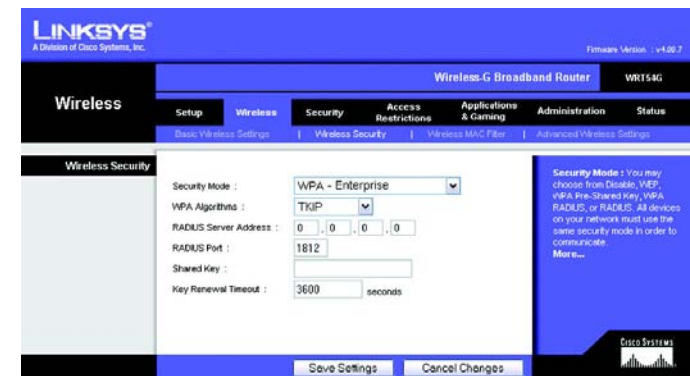 LINKSYS®
A Division of Cisco Systems, Inc.
Firmware Version : v4.00.7
Wireless-G Broadband Router WRT54G
Wireless
Setup Wireless Security Access Restrictions Applications & Gaming Administration Status
Basic Wireless Settings | Wireless Security | Wireless MAC Filter | Advanced Wireless Settings
Wireless Security
Security Mode : WPA - Enterprise
WPA Algorithms : TKIP
RADIUS Server Address : 0 . 0 . 0 . 0
RADIUS Port : 1812
Shared Key :
Key Renewal Timeout : 3600 seconds
Security Mode : You may
choose from Disable, WEP,
WPA Pre-Shared Key, WPA
RADIUS, or RADIUS. All devices
on your network must use the
same security mode in order to
communicate.
More...
CISCO SYSTEMS
Save Settings Cancel Changes